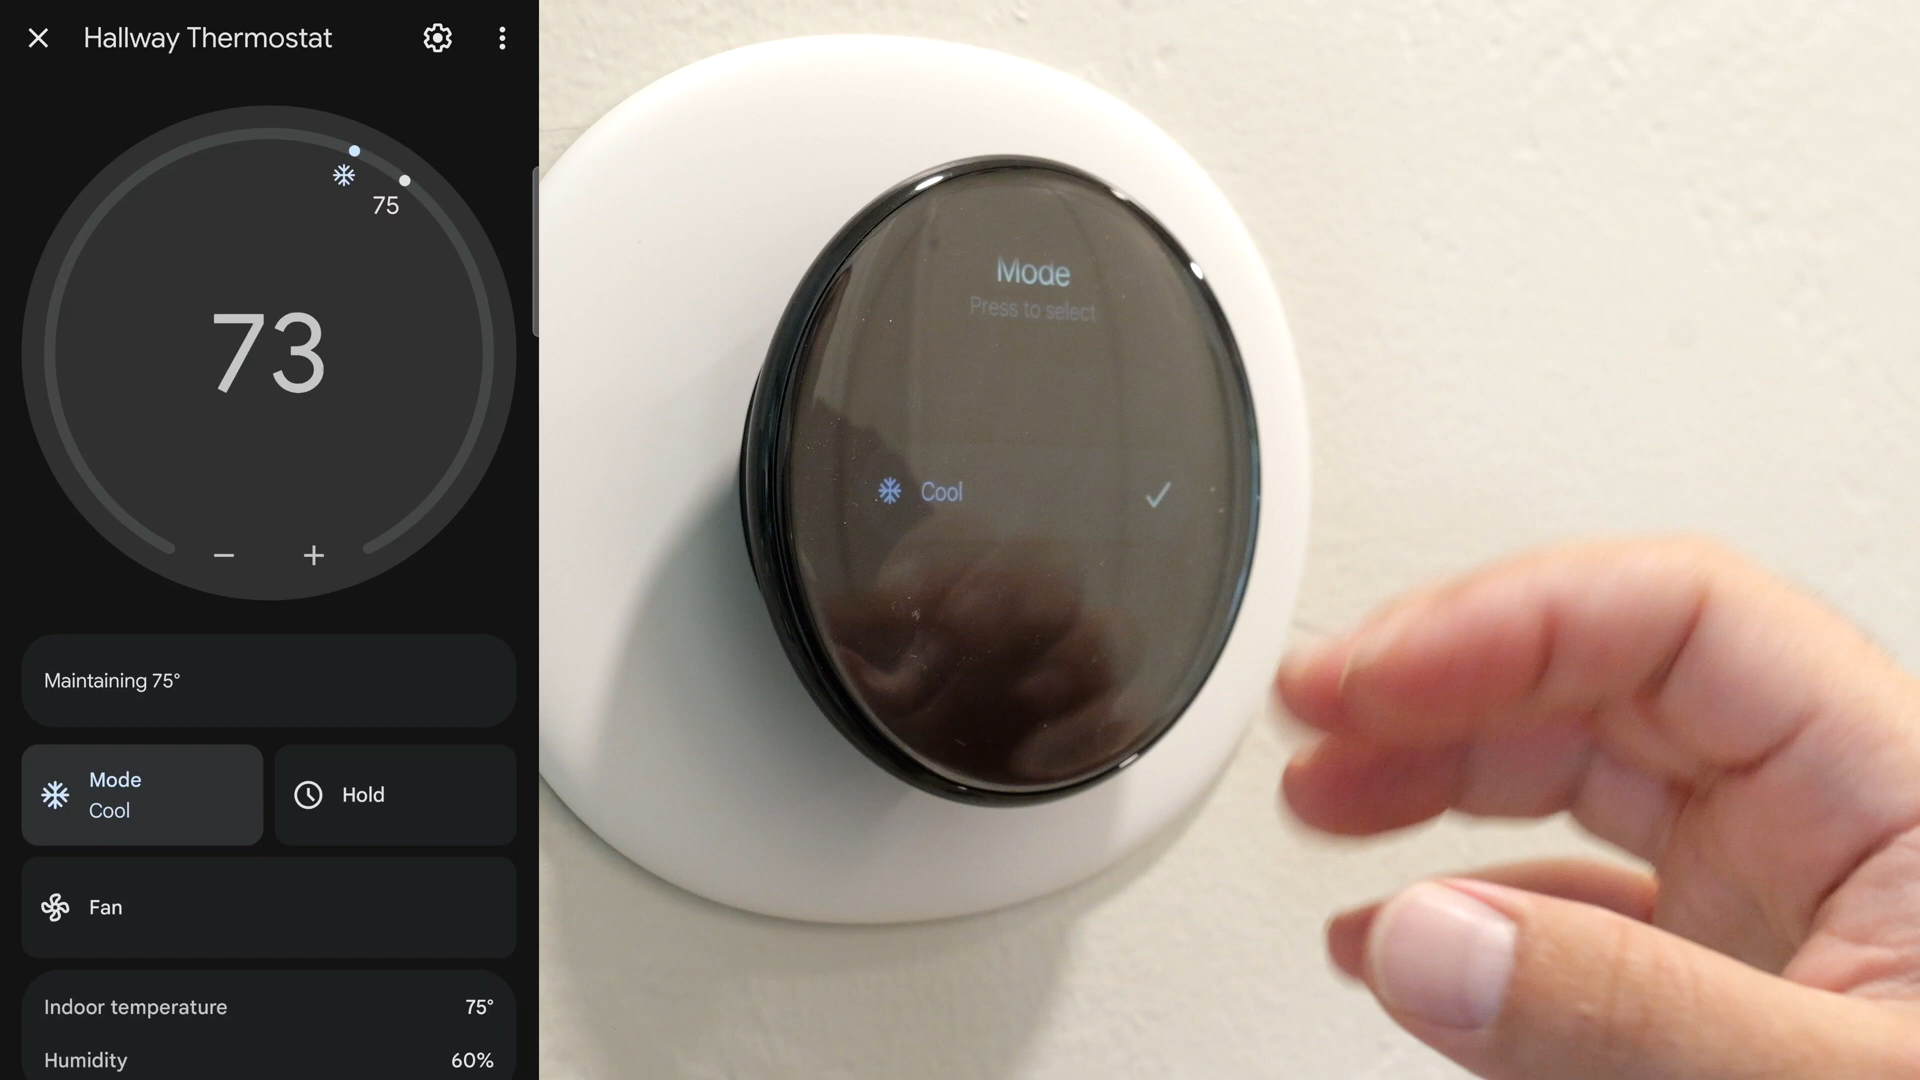 Hallway Thermostat
75
73
− +
Maintaining 75°
Mode
Cool
Hold
Fan
Indoor temperature 75°
Humidity 60%
Mode
Press to select
Cool